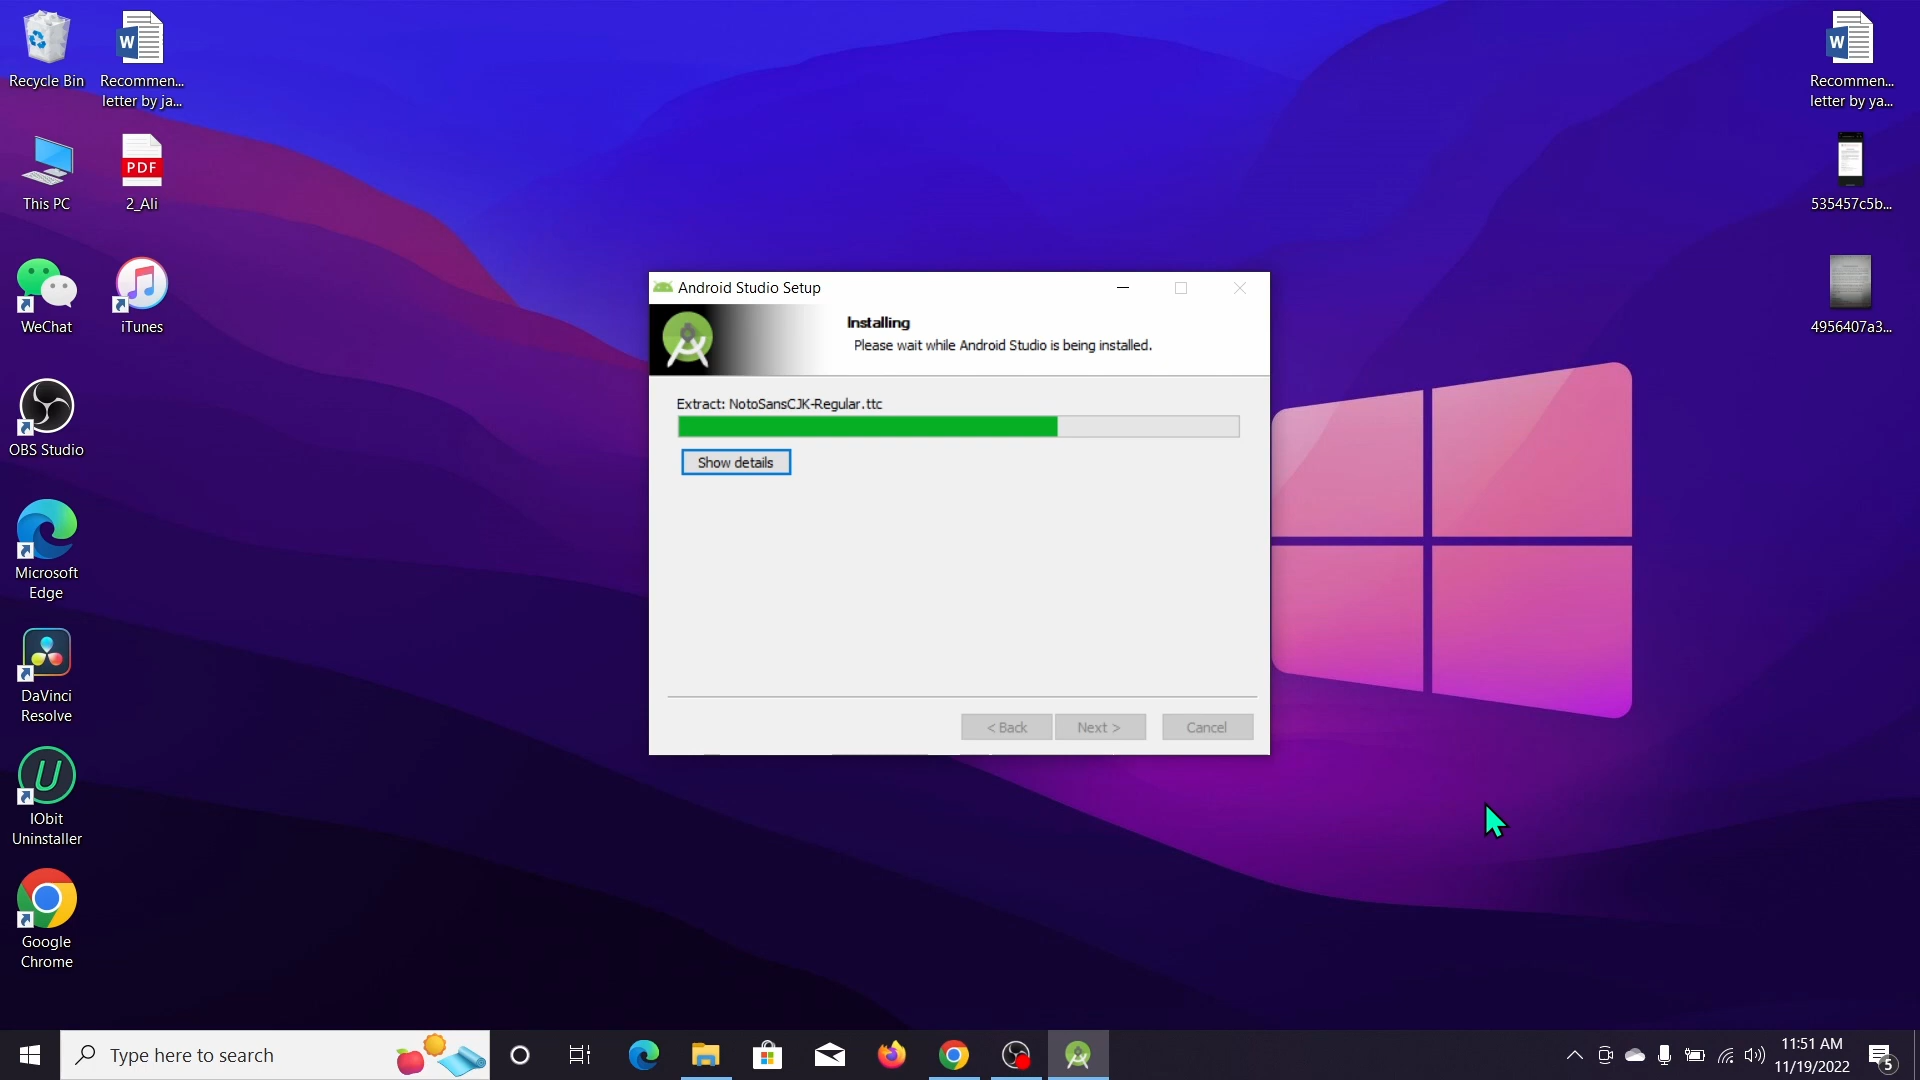 Recycle Bin
Recommen...
letter by ja...
This PC
PDF
2_Ali
WeChat
iTunes
OBS Studio
Microsoft
Edge
DaVinci
Resolve
IObit
Uninstaller
Google
Chrome
Android Studio Setup
Installing
Please wait while Android Studio is being installed.
Extract: NotoSansCJK-Regular.ttc
Show details
< Back
Next >
Cancel
Recommen...
letter by ya...
535457c5b...
4956407a3...
Type here to search
11:51 AM
11/19/2022
5